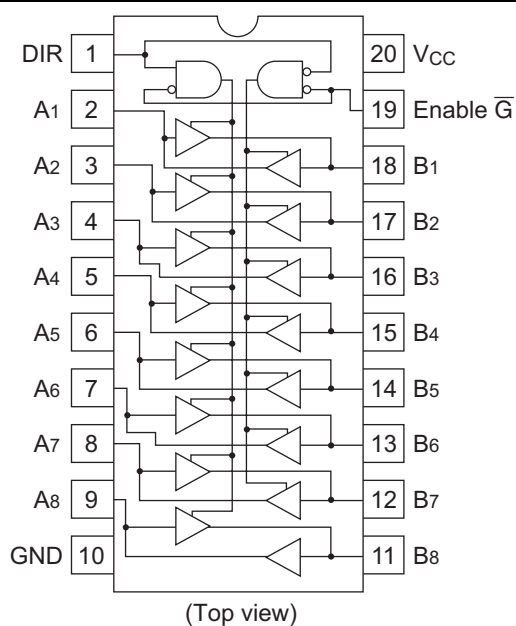 DIR 1 20 VCC
A1 2 19 Enable G̅
A2 3 18 B1
A3 4 17 B2
A4 5 16 B3
A5 6 15 B4
A6 7 14 B5
A7 8 13 B6
A8 9 12 B7
GND 10 11 B8
(Top view)